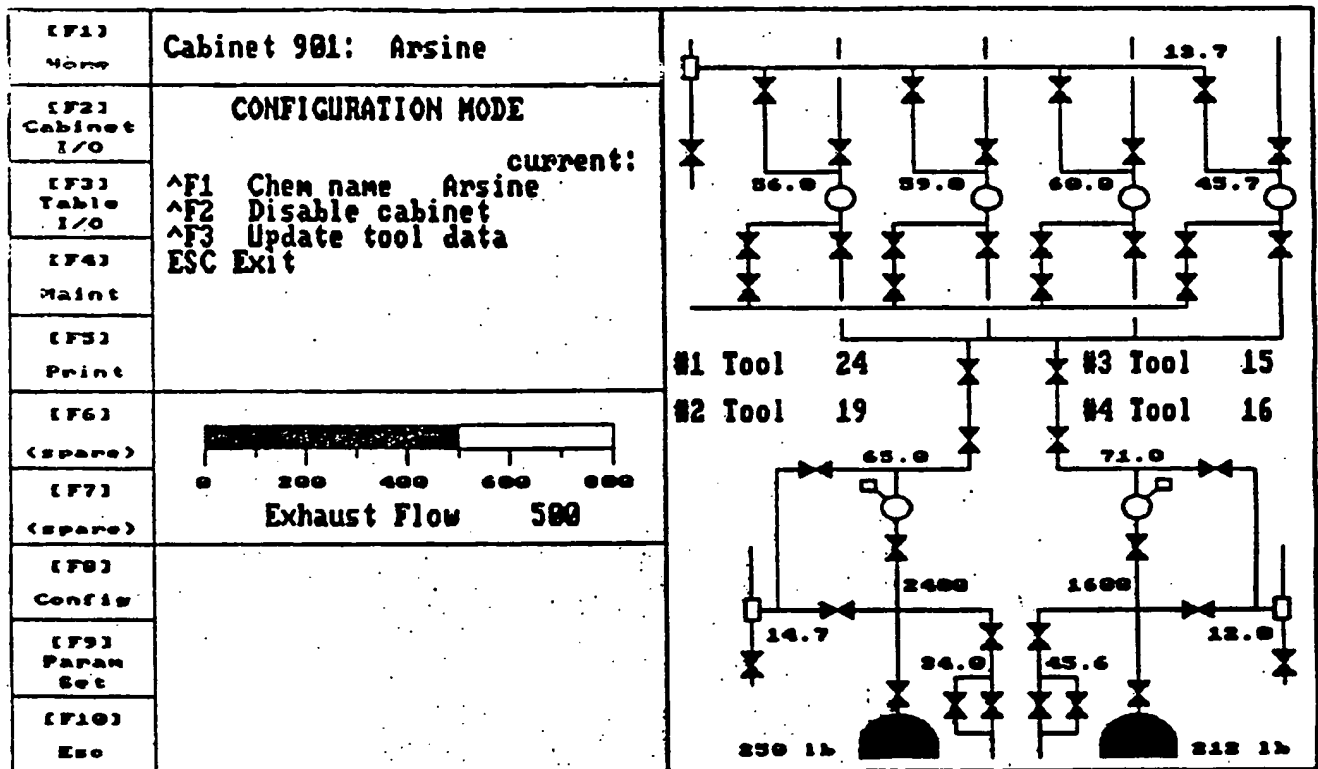 [F1]
Home
[F2]
Cabinet
I/O
[F3]
Table
I/O
[F4]
Maint
[F5]
Print
[F6]
<spare>
[F7]
<spare>
[F8]
Config
[F9]
Param
Set
[F10]
Esc
Cabinet 901: Arsine
CONFIGURATION MODE
current:
^F1 Chem name Arsine
^F2 Disable cabinet
^F3 Update tool data
ESC Exit
0 200 400 600 800
Exhaust Flow 500
13.7
56.0 59.0 60.0 45.7
#1 Tool 24 #3 Tool 15
#2 Tool 19 #4 Tool 16
65.0 71.0
2400 1600
14.7 12.0
24.0 45.6
250 lb 212 lb